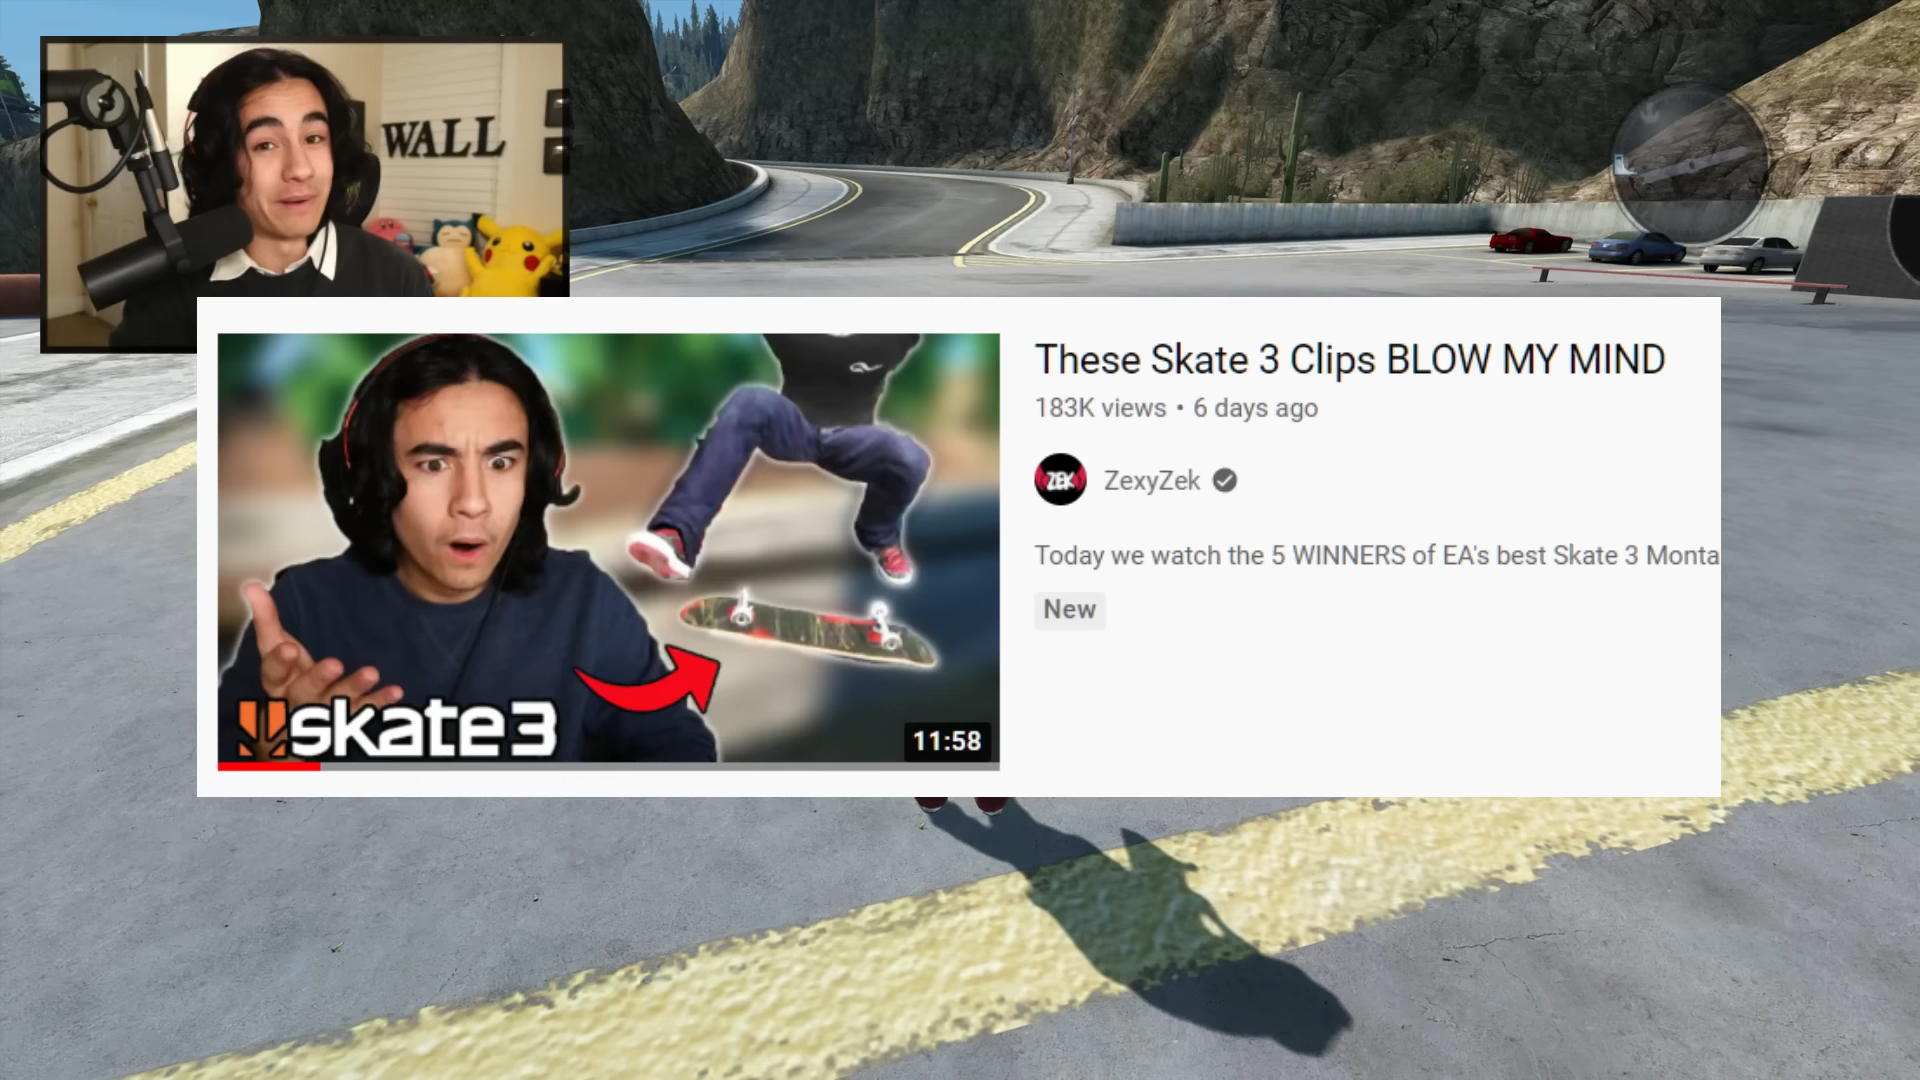 WALL
These Skate 3 Clips BLOW MY MIND
183K views • 6 days ago
ZEK
ZexyZek
Today we watch the 5 WINNERS of EA's best Skate 3 Monta
New
skate3
11:58